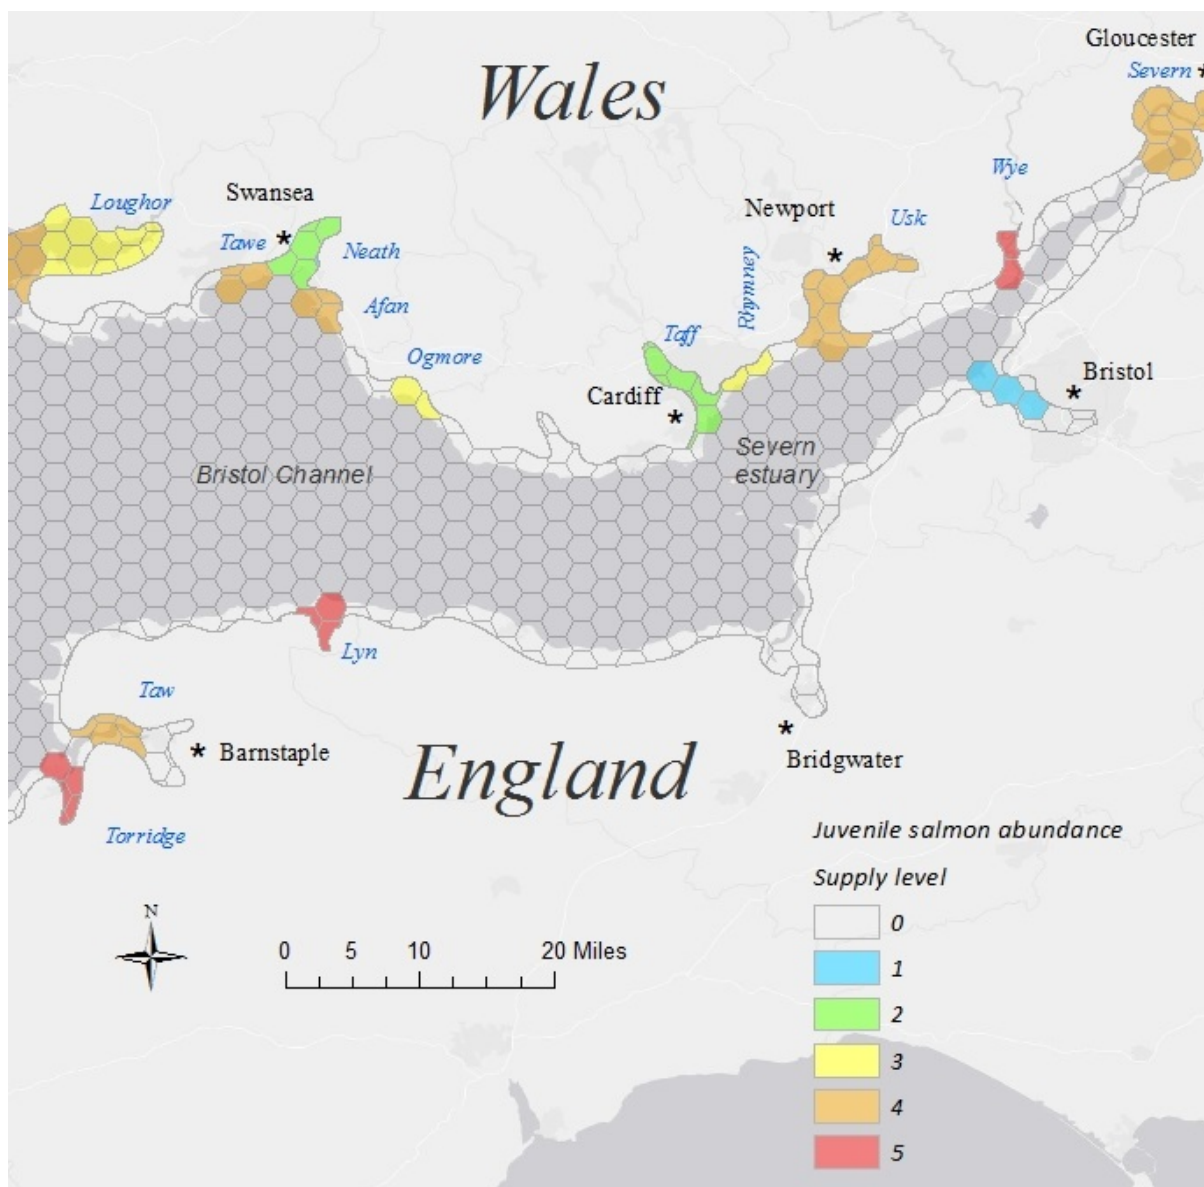 Gloucester
Severn *
Wales
Wye
Loughor
Swansea
*
Tawe
Neath
Newport
*
Usk
Afan
Rhymney
Taff
Ogmore
Cardiff
*
Bristol
*
Severn
estuary
Bristol Channel
Lyn
Taw
* Barnstaple
England
*
Bridgwater
Torridge
Juvenile salmon abundance
Supply level
0
1
2
3
4
5
N
0 5 10 20 Miles